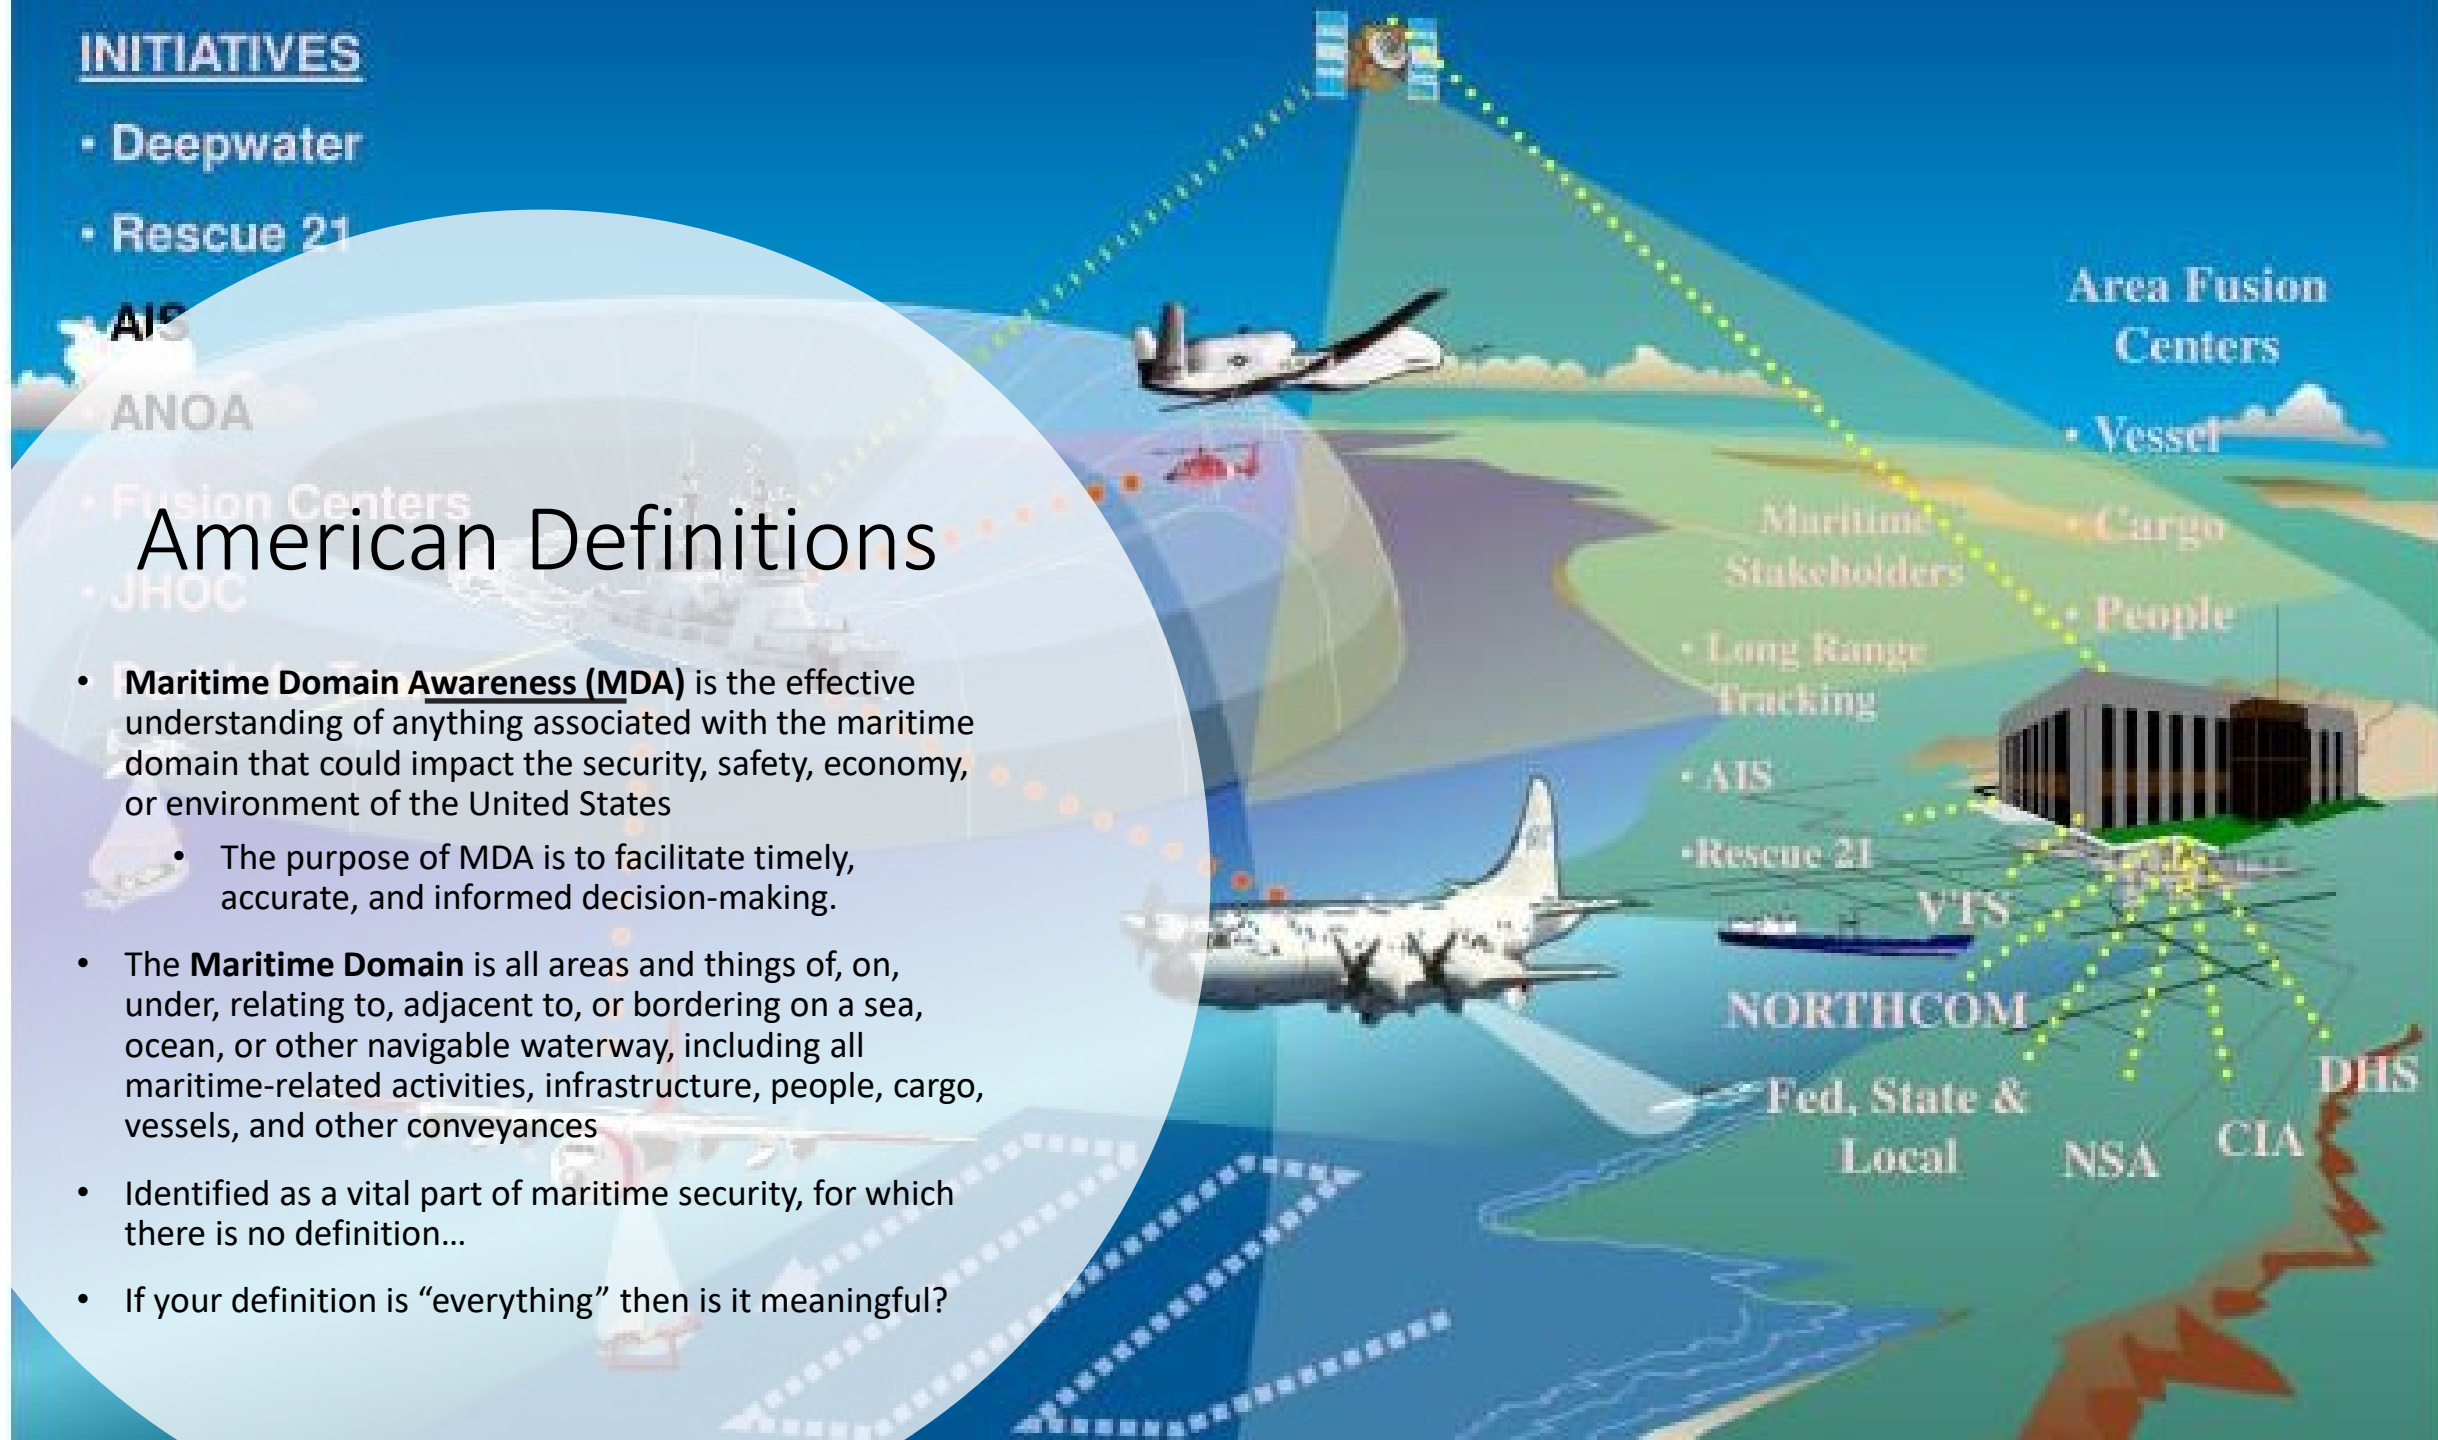 INITIATIVES
• Deepwater
• Rescue 21
• AIS
• ANOA
• Fusion Centers
• JHOC
American Definitions
• Maritime Domain Awareness (MDA) is the effective
understanding of anything associated with the maritime
domain that could impact the security, safety, economy,
or environment of the United States
• The purpose of MDA is to facilitate timely,
accurate, and informed decision-making.
• The Maritime Domain is all areas and things of, on,
under, relating to, adjacent to, or bordering on a sea,
ocean, or other navigable waterway, including all
maritime-related activities, infrastructure, people, cargo,
vessels, and other conveyances
• Identified as a vital part of maritime security, for which
there is no definition…
• If your definition is “everything” then is it meaningful?
Area Fusion
Centers
• Vessel
• Cargo
• People
Maritime
Stakeholders
• Long Range
Tracking
• AIS
•Rescue 21
VTS
NORTHCOM
Fed, State &
Local
NSA
CIA
DHS